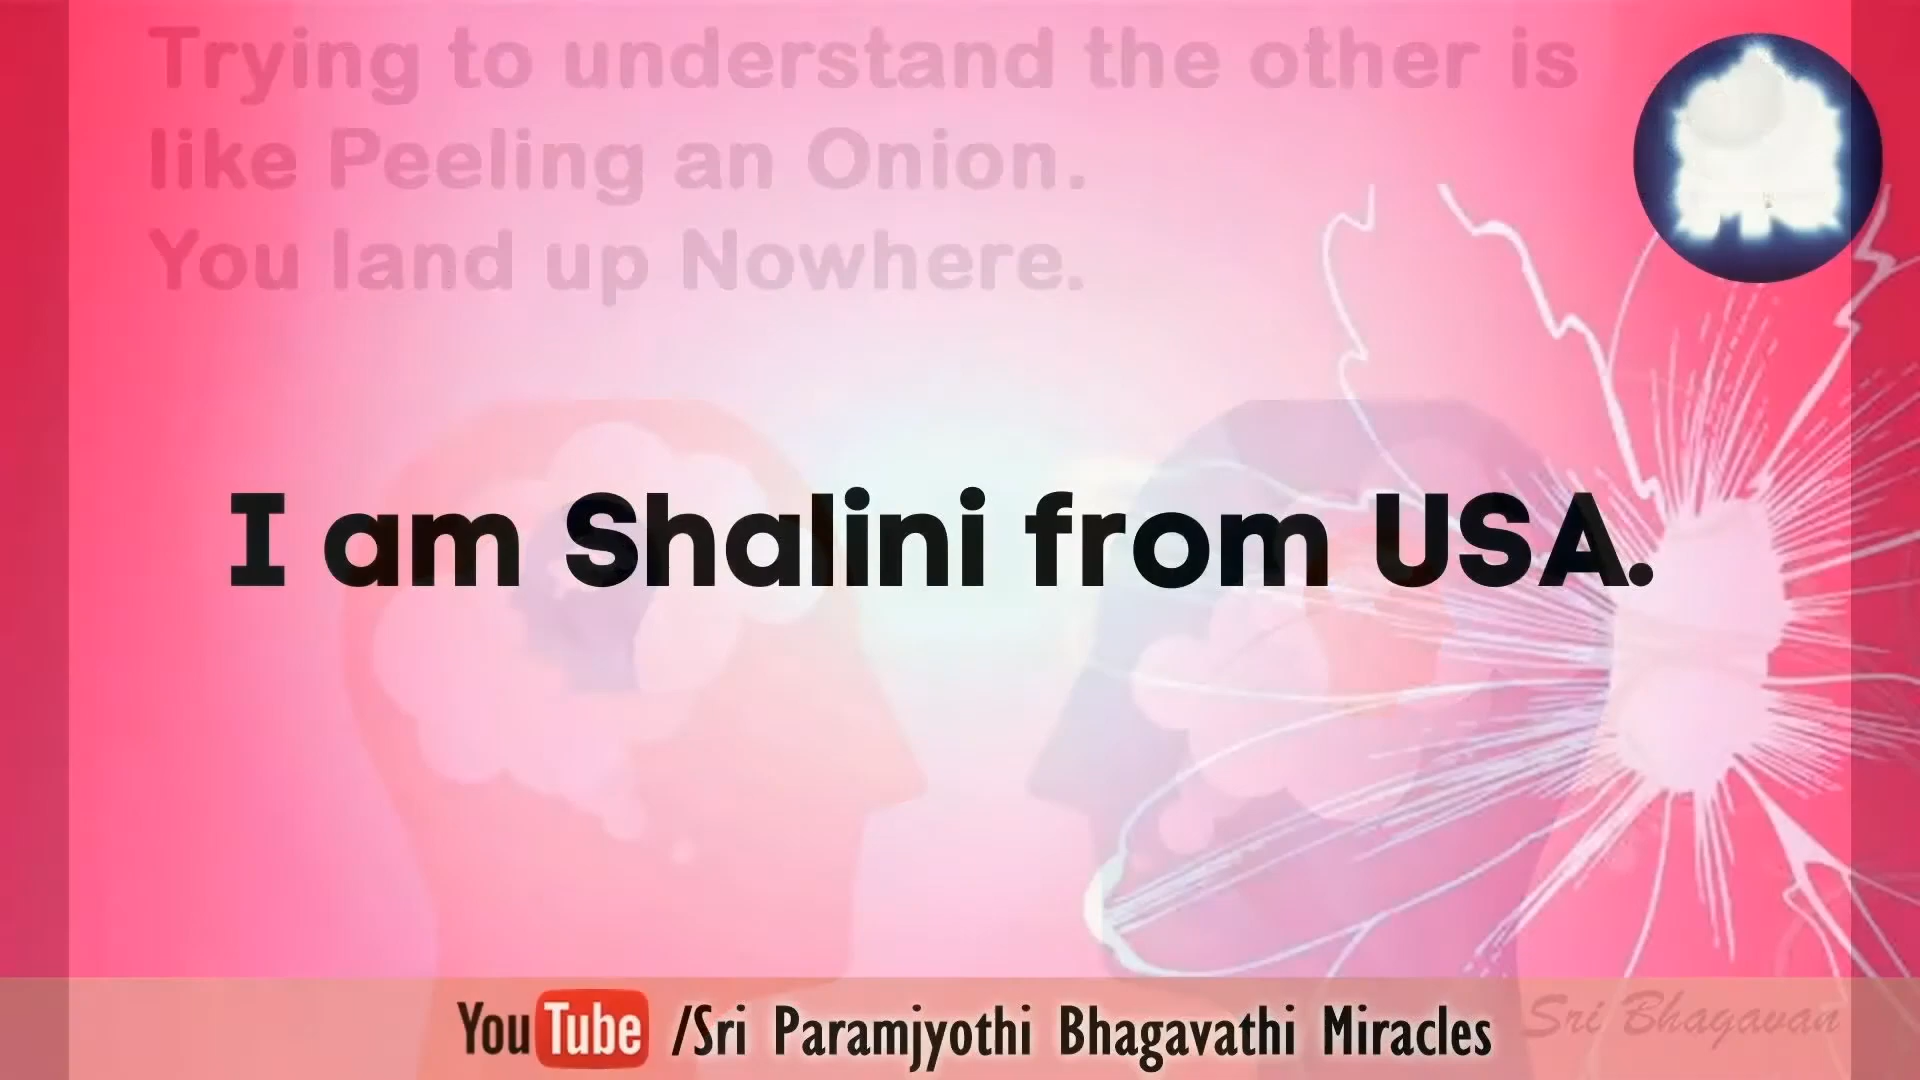 Trying to understand the other is
like Peeling an Onion.
You land up Nowhere.
I am Shalini from USA.
YouTube /Sri Paramjyothi Bhagavathi Miracles
Sri Bhagavan